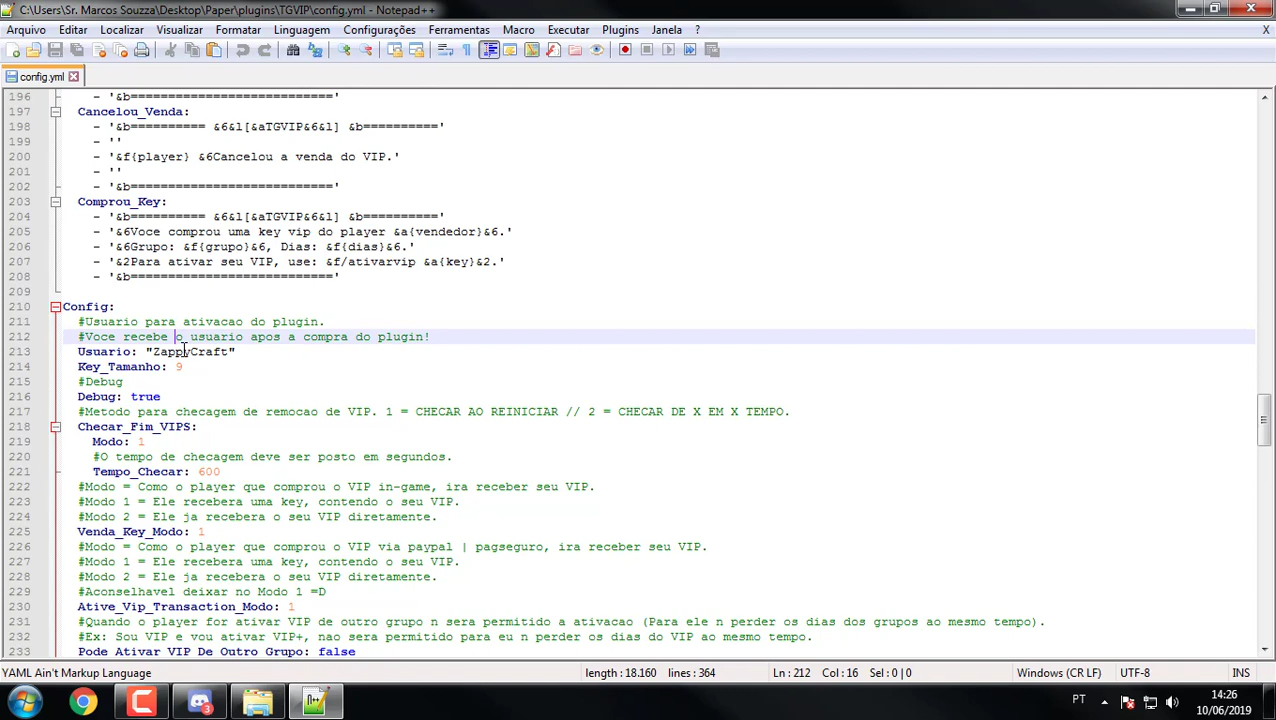 C:\Users\Sr. Marcos Souza\Desktop\Paper\plugins\TGVIP\config.yml - Notepad++
Arquivo Editar Localizar Visualizar Formatar Linguagem Configurações Ferramentas Macro Executar Plugins Janela ? X
config.yml
196 - '&b==========================='
197 Cancelou_Venda:
198 - '&b========== &6&l[&aTGVIP&6&l] &b=========='
199 - ''
200 - '&f{player} &6Cancelou a venda do VIP.'
201 - ''
202 - '&b==========================='
203 Comprou_Key:
204 - '&b========== &6&l[&aTGVIP&6&l] &b=========='
205 - '&6Voce comprou uma key vip do player &a{vendedor}&6.'
206 - '&6Grupo: &f{grupo}&6, Dias: &f{dias}&6.'
207 - '&2Para ativar seu VIP, use: &f/ativarvip &a{key}&2.'
208 - '&b==========================='
209
210 Config:
211 #Usuario para ativacao do plugin.
212 #Voce recebe o usuario apos a compra do plugin!
213 Usuario: "ZappyCraft"
214 Key_Tamanho: 9
215 #Debug
216 Debug: true
217 #Metodo para checagem de remocao de VIP. 1 = CHECAR AO REINICIAR // 2 = CHECAR DE X EM X TEMPO.
218 Checar_Fim_VIPS:
219 Modo: 1
220 #O tempo de checagem deve ser posto em segundos.
221 Tempo_Checar: 600
222 #Modo = Como o player que comprou o VIP in-game, ira receber seu VIP.
223 #Modo 1 = Ele recebera uma key, contendo o seu VIP.
224 #Modo 2 = Ele ja recebera o seu VIP diretamente.
225 Venda_Key_Modo: 1
226 #Modo = Como o player que comprou o VIP via paypal | pagseguro, ira receber seu VIP.
227 #Modo 1 = Ele recebera uma key, contendo o seu VIP.
228 #Modo 2 = Ele ja recebera o seu VIP diretamente.
229 #Aconselhavel deixar no Modo 1 =D
230 Ative_Vip_Transaction_Modo: 1
231 #Quando o player for ativar VIP de outro grupo n sera permitido a ativacao (Para ele n perder os dias dos grupos ao mesmo tempo).
232 #Ex: Sou VIP e vou ativar VIP+, nao sera permitido para eu n perder os dias do VIP ao mesmo tempo.
233 Pode_Ativar_VIP_De_Outro_Grupo: false
YAML Ain't Markup Language length : 18.160 lines : 364 Ln : 212 Col : 16 Sel : 0 | 0 Windows (CR LF) UTF-8 INS
PT 14:26
10/06/2019